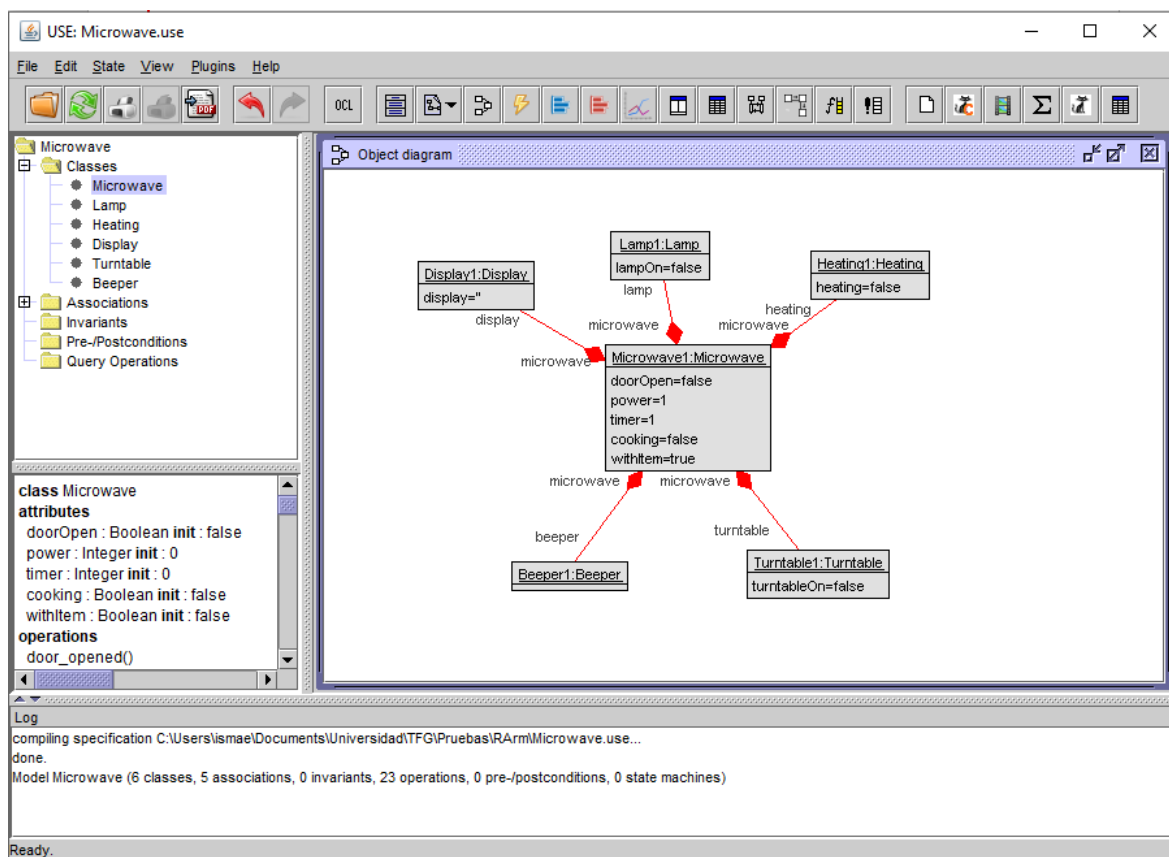 USE: Microwave.use
File Edit State View Plugins Help
PDF OCL
Microwave
Classes
Microwave
Lamp
Heating
Display
Turntable
Beeper
Associations
Invariants
Pre-/Postconditions
Query Operations
class Microwave
attributes
doorOpen : Boolean init : false
power : Integer init : 0
timer : Integer init : 0
cooking : Boolean init : false
withItem : Boolean init : false
operations
door_opened()
Object diagram
Lamp1:Lamp
lampOn=false
lamp
Display1:Display
display=''
display
Heating1:Heating
heating=false
heating
microwave
microwave
microwave
Microwave1:Microwave
doorOpen=false
power=1
timer=1
cooking=false
withItem=true
microwave
microwave
beeper
turntable
Beeper1:Beeper
Turntable1:Turntable
turntableOn=false
Log
compiling specification C:\Users\ismae\Documents\Universidad\TFG\Pruebas\RArm\Microwave.use...
done.
Model Microwave (6 classes, 5 associations, 0 invariants, 23 operations, 0 pre-/postconditions, 0 state machines)
Ready.